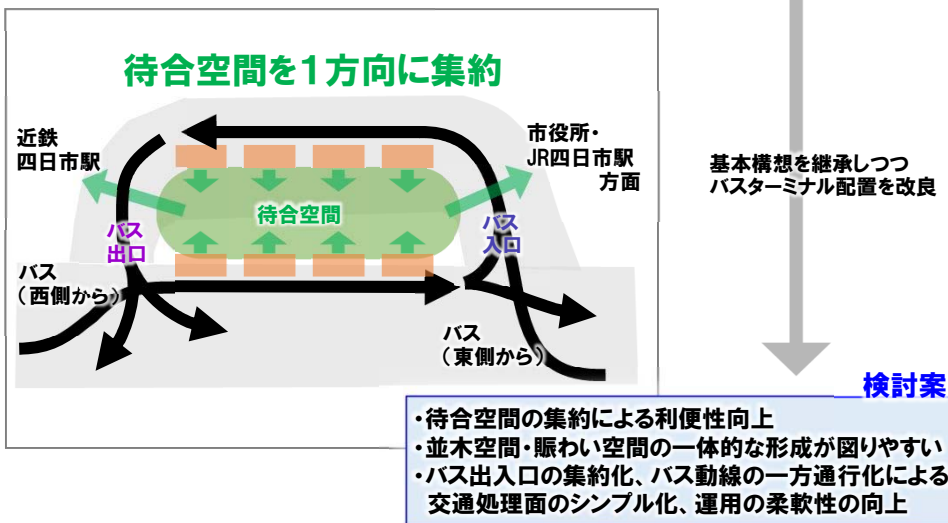 待合空間を1方向に集約
近鉄
四日市駅
市役所・
JR四日市駅
方面
待合空間
バス
出口
バス
入口
バス
（西側から）
バス
（東側から）
基本構想を継承しつつ
バスターミナル配置を改良
検討案
・待合空間の集約による利便性向上
・並木空間・賑わい空間の一体的な形成が図りやすい
・バス出入口の集約化、バス動線の一方通行化による
交通処理面のシンプル化、運用の柔軟性の向上